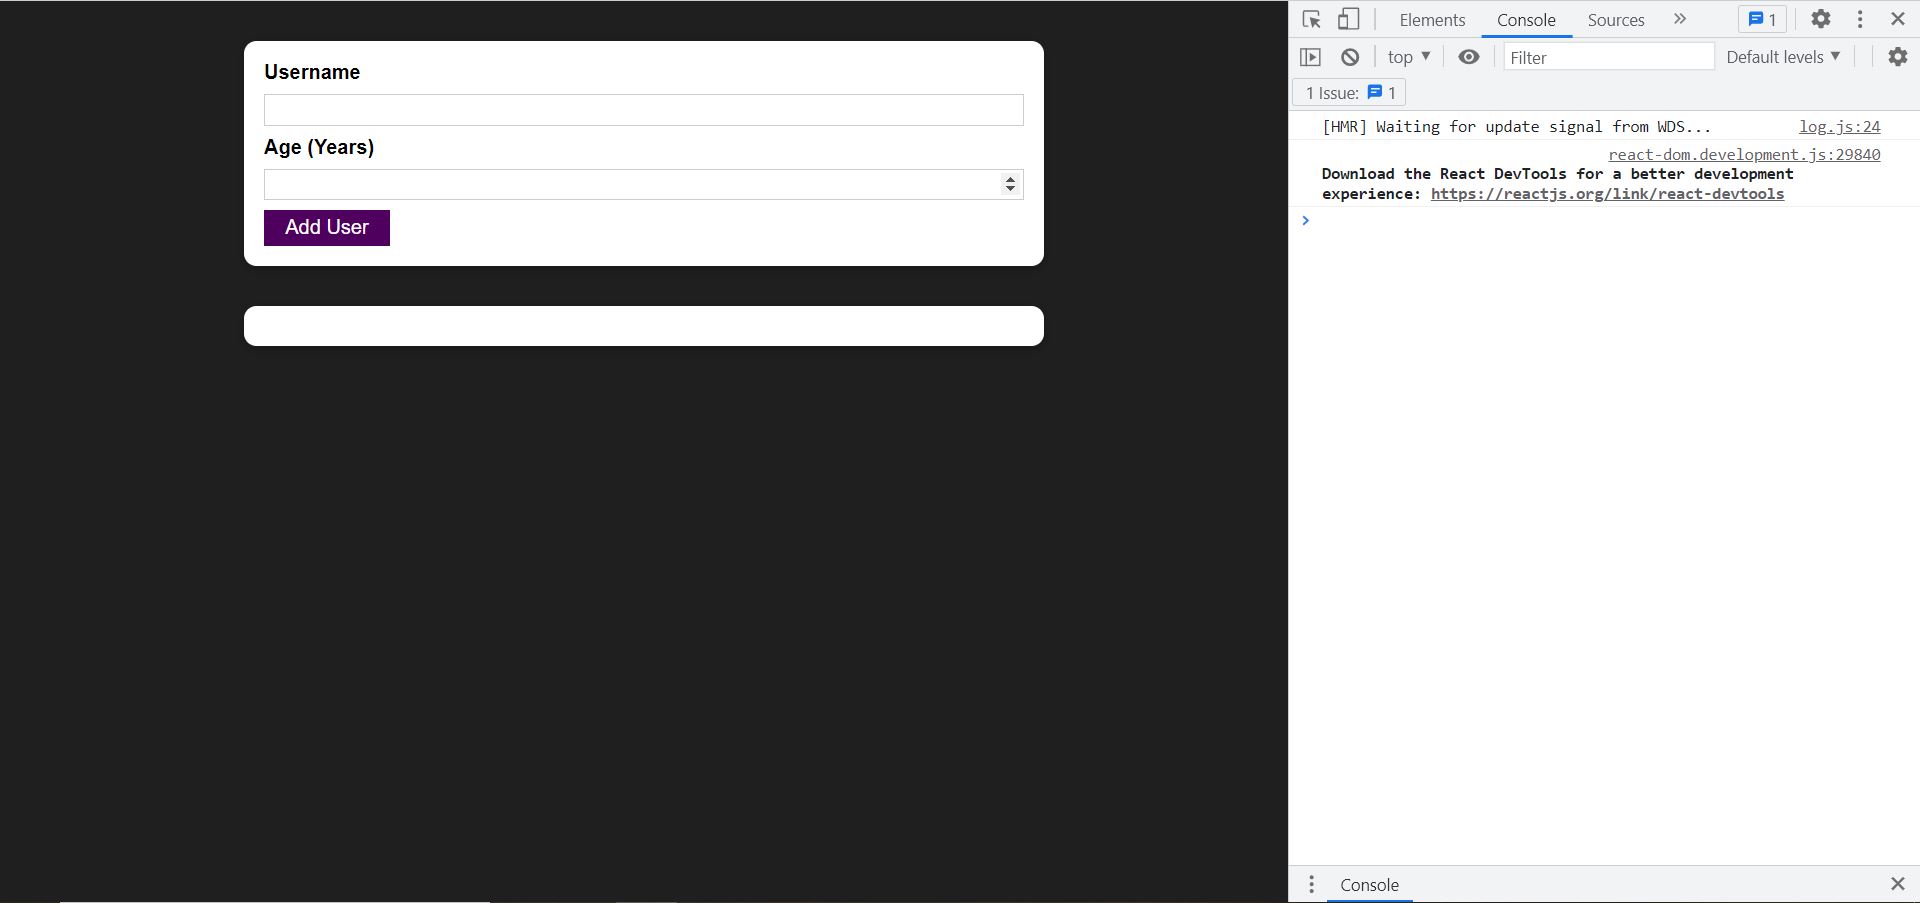 Username
Age (Years)
Add User
Elements Console Sources » 1
top Filter Default levels
1 Issue: 1
[HMR] Waiting for update signal from WDS... log.js:24
react-dom.development.js:29840
Download the React DevTools for a better development
experience: https://reactjs.org/link/react-devtools
>
Console